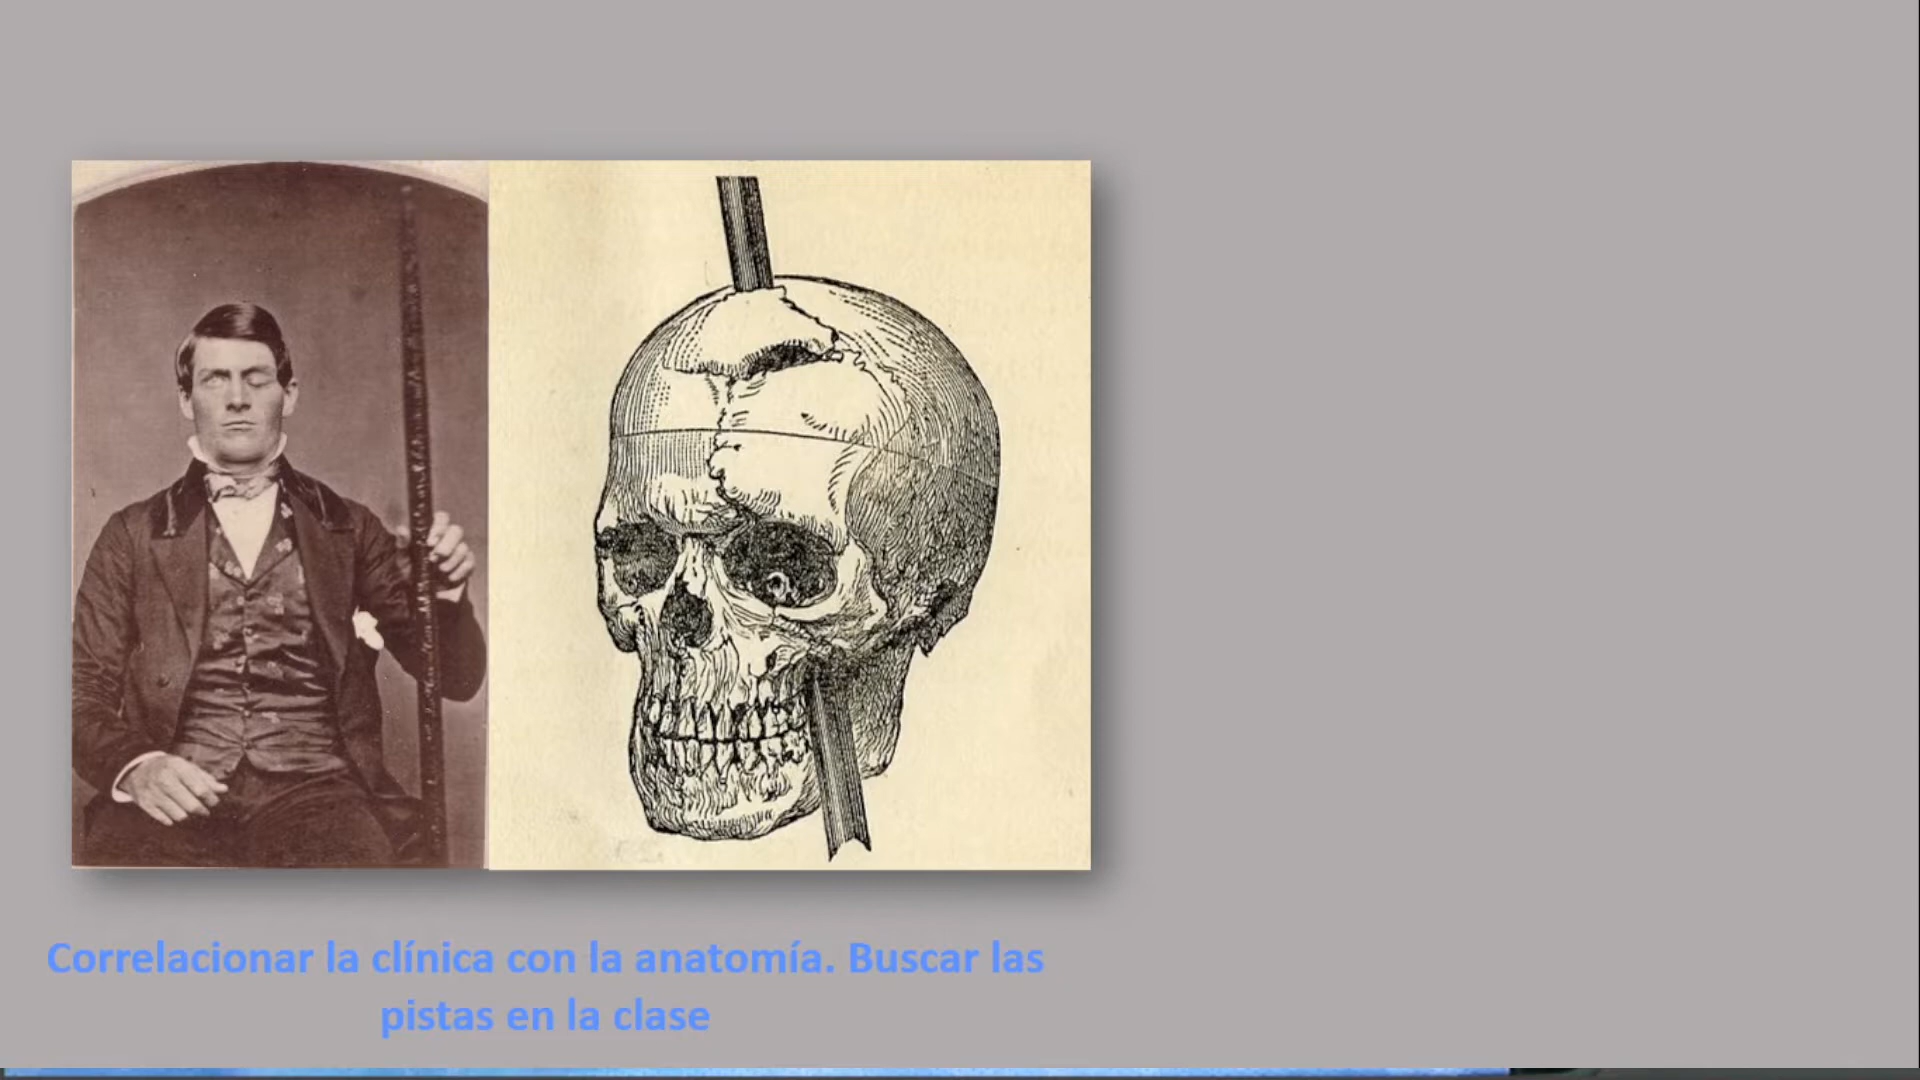 Correlacionar la clínica con la anatomía. Buscar las
pistas en la clase